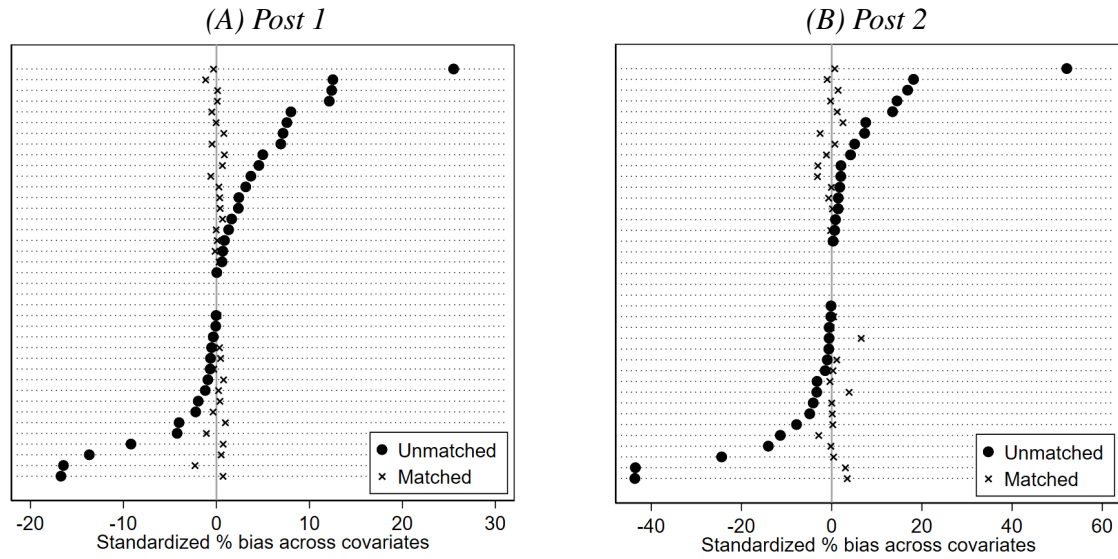 (A) Post 1
Unmatched
Matched
-20 -10 0 10 20 30
Standardized % bias across covariates
(B) Post 2
Unmatched
Matched
-40 -20 0 20 40 60
Standardized % bias across covariates